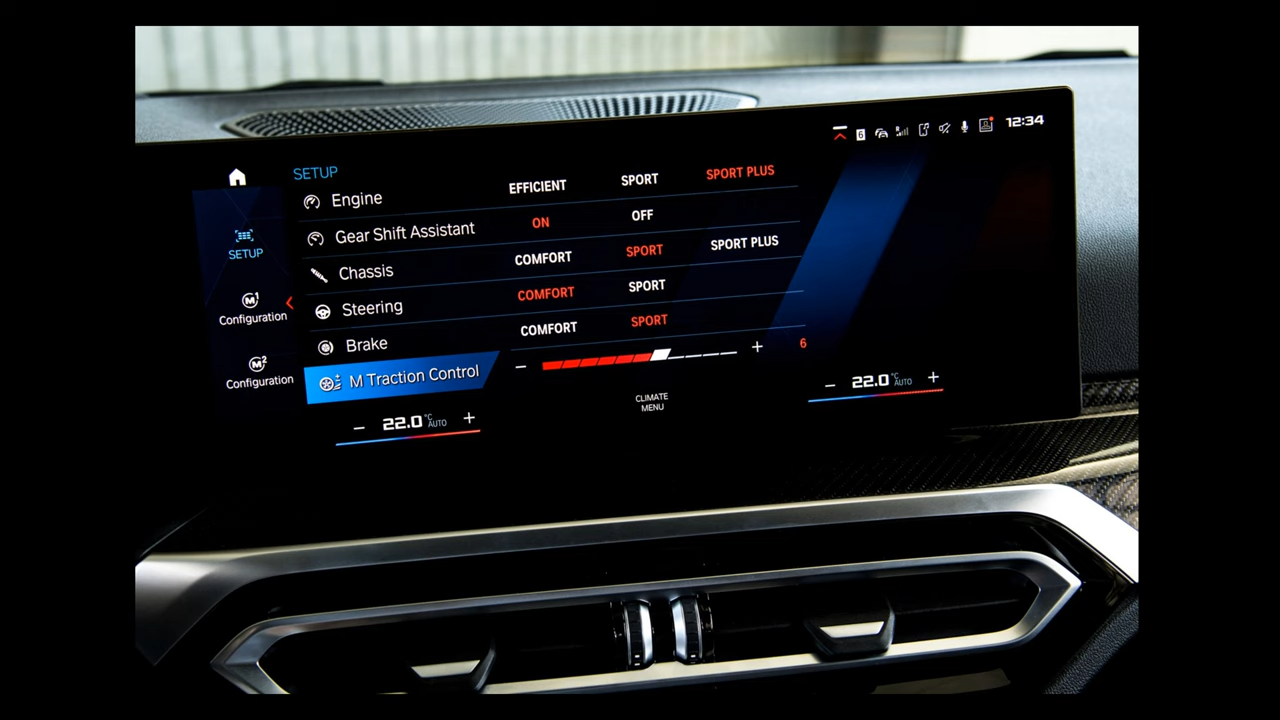 12:34
6
SETUP
Engine EFFICIENT SPORT SPORT PLUS
Gear Shift Assistant ON OFF
Chassis COMFORT SPORT SPORT PLUS
Steering COMFORT SPORT
Brake COMFORT SPORT
M Traction Control − + 6
SETUP
M1
Configuration
M2
Configuration
− 22.0 °C AUTO +
CLIMATE
MENU
− 22.0 °C AUTO +